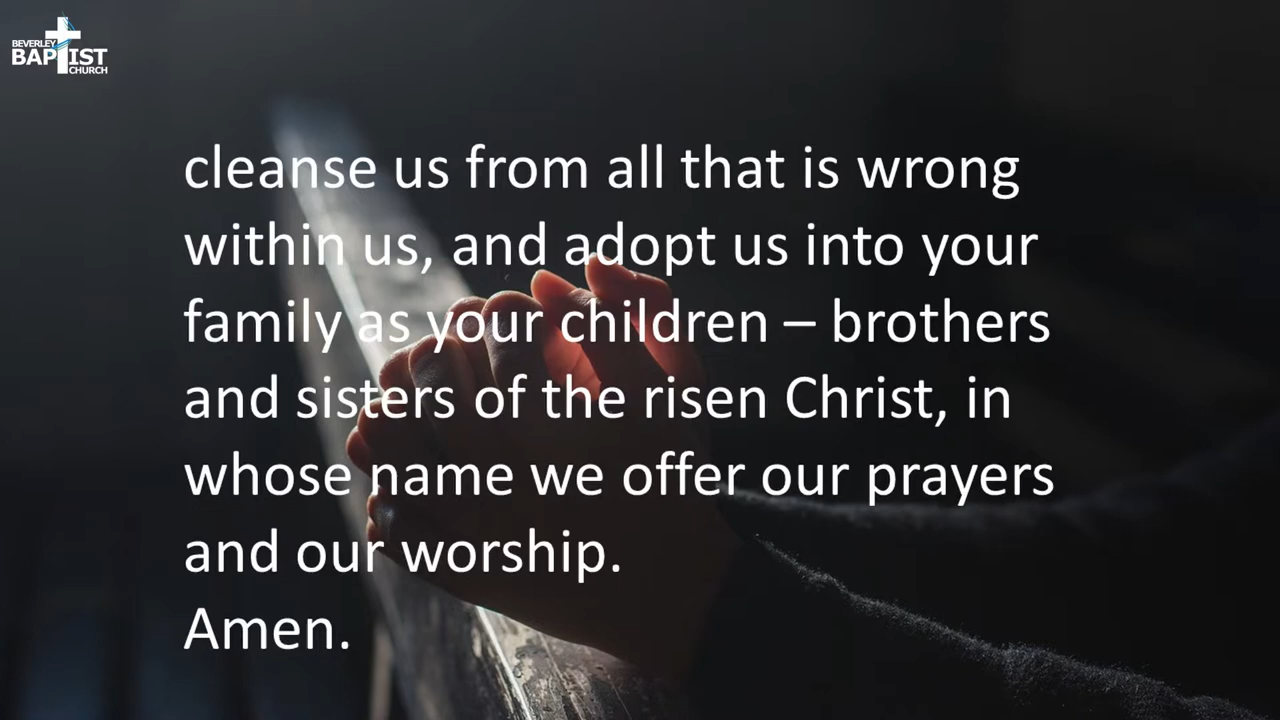 BEVERLEY
BAPTIST
CHURCH
cleanse us from all that is wrong
within us, and adopt us into your
family as your children – brothers
and sisters of the risen Christ, in
whose name we offer our prayers
and our worship.
Amen.